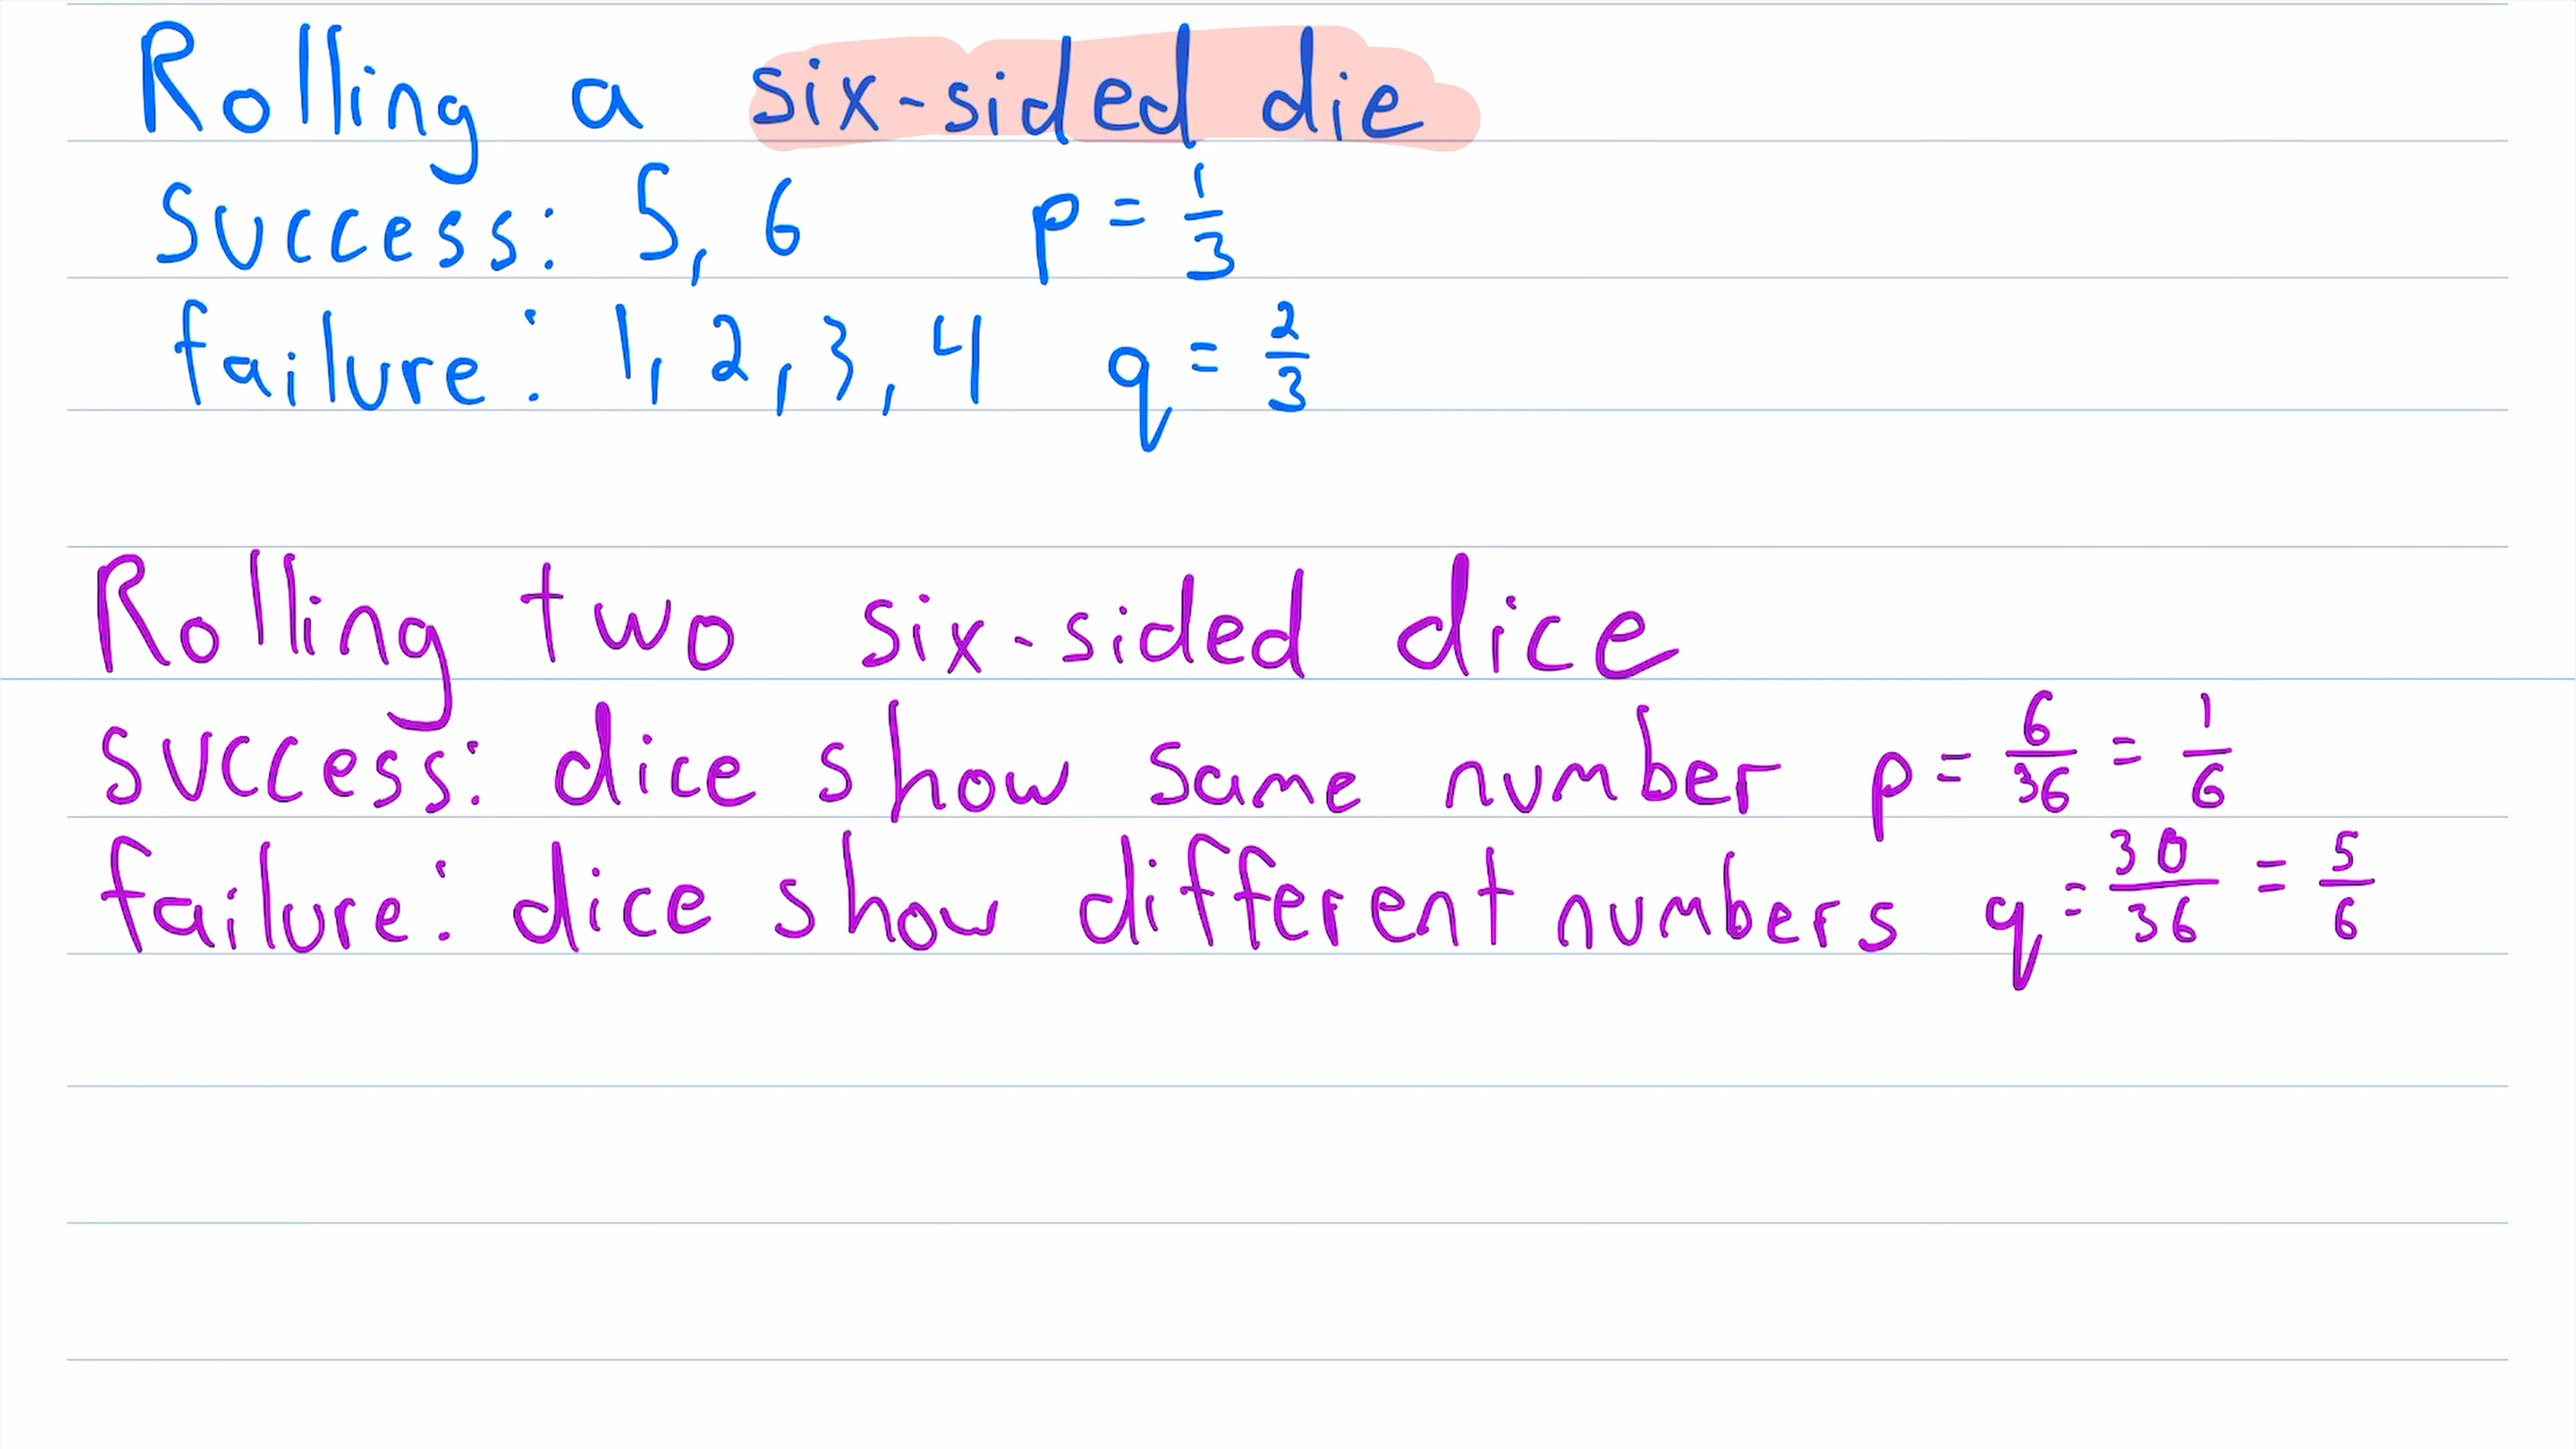 Rolling a six-sided die
Success: 5, 6 p = 1/3
failure: 1, 2, 3, 4 q = 2/3
Rolling two six-sided dice
success: dice show same number p = 6/36 = 1/6
failure: dice show different numbers q = 30/36 = 5/6